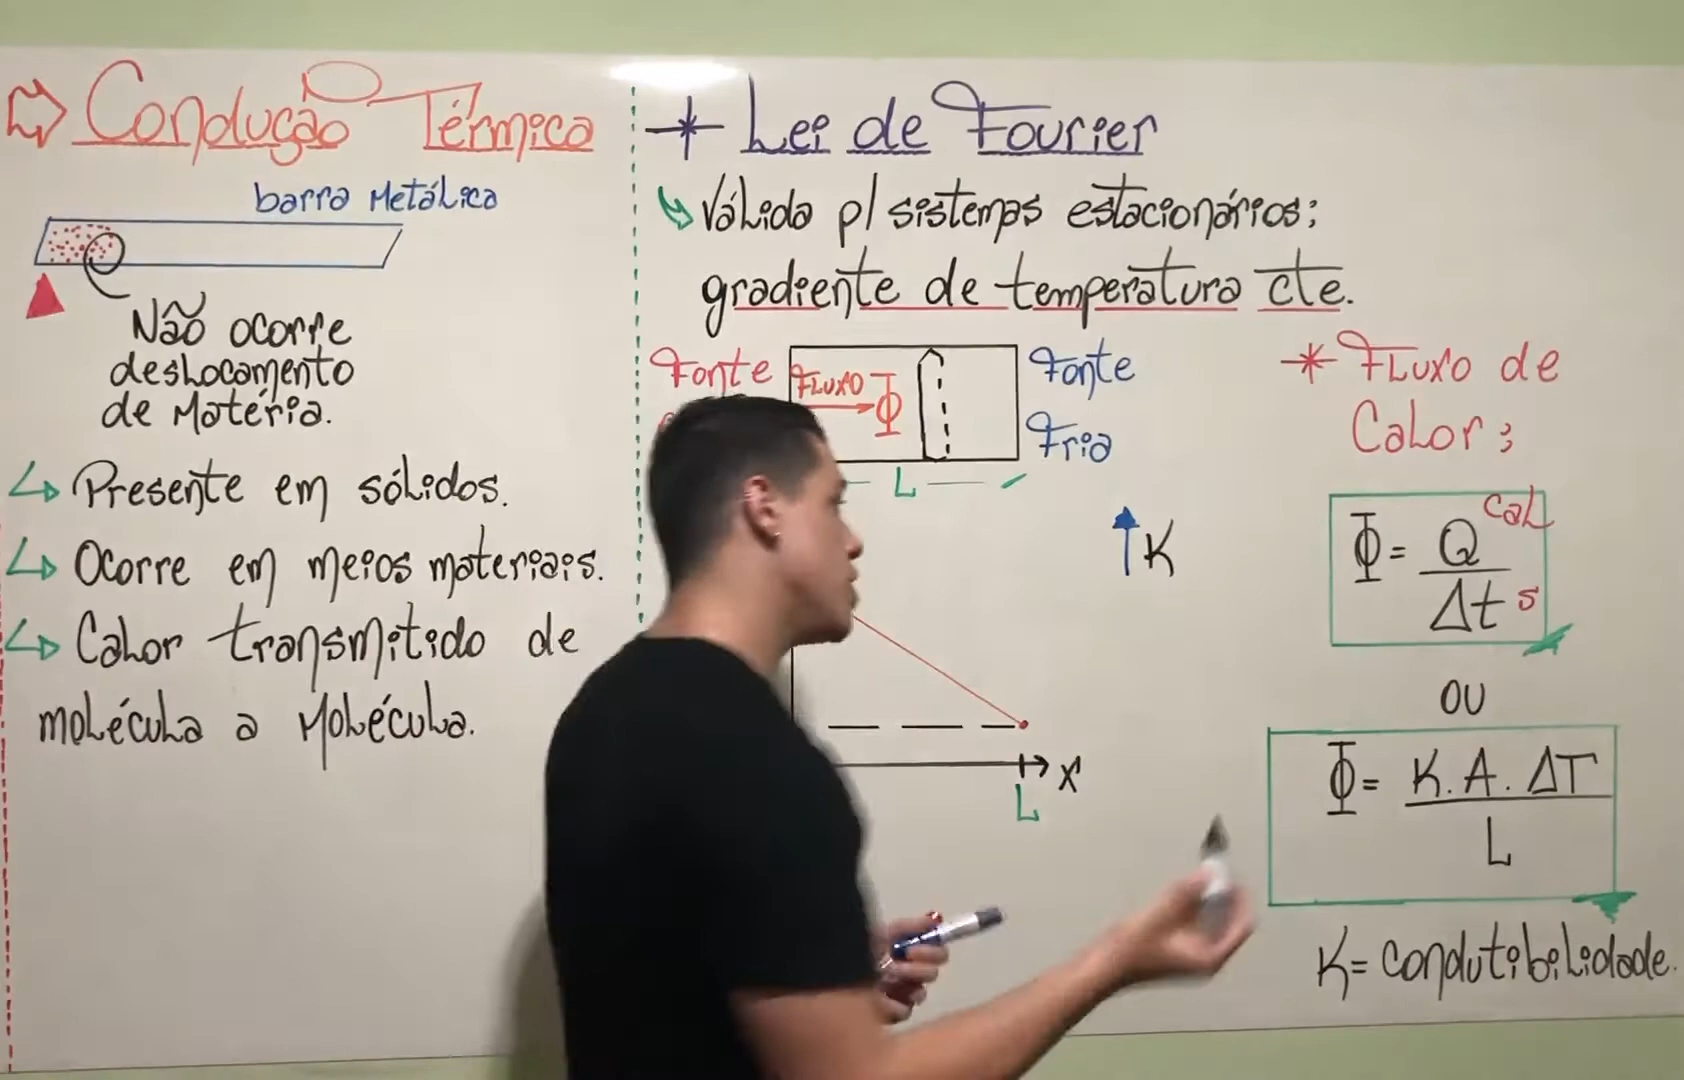 Condução Térmica
barra Metálica
Não ocorre
deslocamento
de Matéria.
Presente em sólidos.
Ocorre em meios materiais.
Calor transmitido de
molécula a Molécula.
* Lei de Fourier
Válida p/ sistemas estacionários:
gradiente de temperatura cte.
Fonte
FLUXO Φ
Fonte
Fria
L
K
x
L
* Fluxo de
Calor:
Φ = Q cal
Δt s
ou
Φ = K.A.ΔT
L
K = condutibilidade.